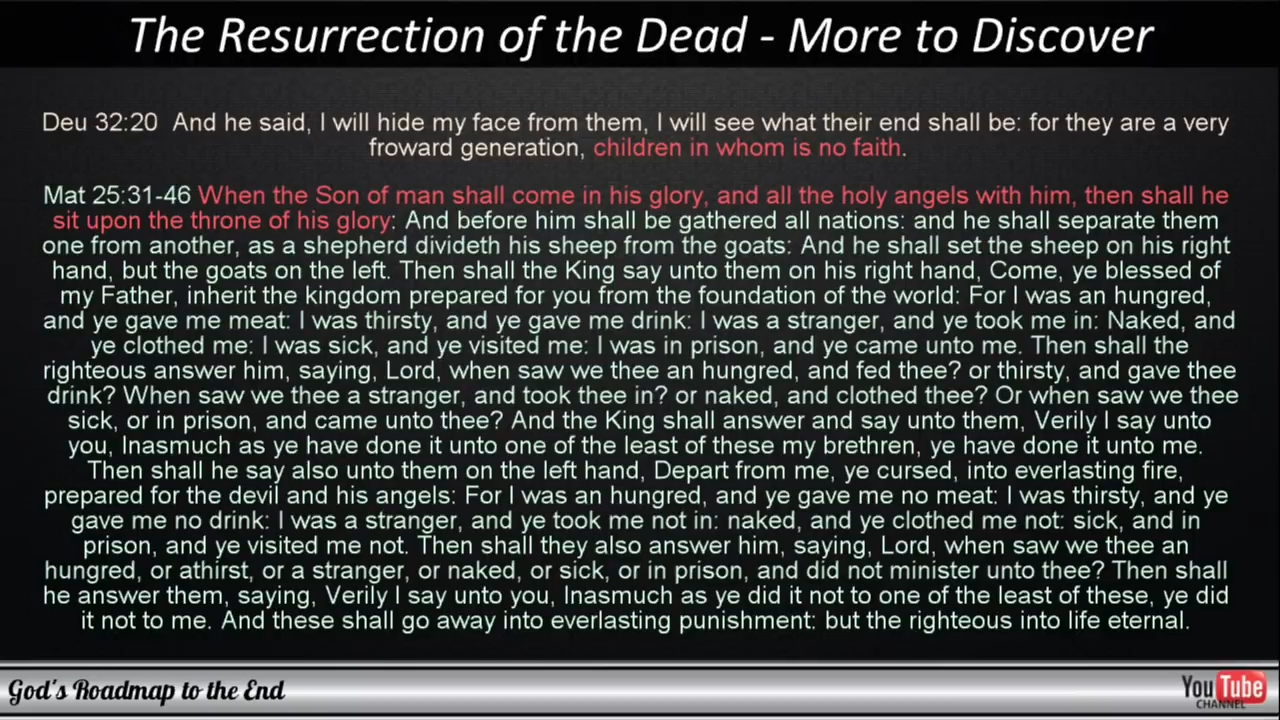 The Resurrection of the Dead - More to Discover
Deu 32:20 And he said, I will hide my face from them, I will see what their end shall be: for they are a very
froward generation, children in whom is no faith.
Mat 25:31-46 When the Son of man shall come in his glory, and all the holy angels with him, then shall he
sit upon the throne of his glory: And before him shall be gathered all nations: and he shall separate them
one from another, as a shepherd divideth his sheep from the goats: And he shall set the sheep on his right
hand, but the goats on the left. Then shall the King say unto them on his right hand, Come, ye blessed of
my Father, inherit the kingdom prepared for you from the foundation of the world: For I was an hungred,
and ye gave me meat: I was thirsty, and ye gave me drink: I was a stranger, and ye took me in: Naked, and
ye clothed me: I was sick, and ye visited me: I was in prison, and ye came unto me. Then shall the
righteous answer him, saying, Lord, when saw we thee an hungred, and fed thee? or thirsty, and gave thee
drink? When saw we thee a stranger, and took thee in? or naked, and clothed thee? Or when saw we thee
sick, or in prison, and came unto thee? And the King shall answer and say unto them, Verily I say unto
you, Inasmuch as ye have done it unto one of the least of these my brethren, ye have done it unto me.
Then shall he say also unto them on the left hand, Depart from me, ye cursed, into everlasting fire,
prepared for the devil and his angels: For I was an hungred, and ye gave me no meat: I was thirsty, and ye
gave me no drink: I was a stranger, and ye took me not in: naked, and ye clothed me not: sick, and in
prison, and ye visited me not. Then shall they also answer him, saying, Lord, when saw we thee an
hungred, or athirst, or a stranger, or naked, or sick, or in prison, and did not minister unto thee? Then shall
he answer them, saying, Verily I say unto you, Inasmuch as ye did it not to one of the least of these, ye did
it not to me. And these shall go away into everlasting punishment: but the righteous into life eternal.
God's Roadmap to the End
YouTube
CHANNEL